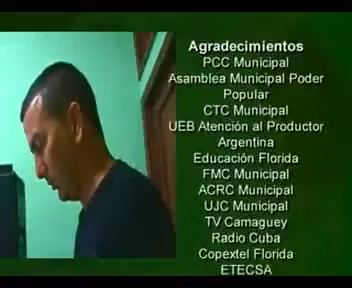 Agradecimientos
PCC Municipal
Asamblea Municipal Poder
Popular
CTC Municipal
UEB Atención al Productor
Argentina
Educación Florida
FMC Municipal
ACRC Municipal
UJC Municipal
TV Camaguey
Radio Cuba
Copextel Florida
ETECSA